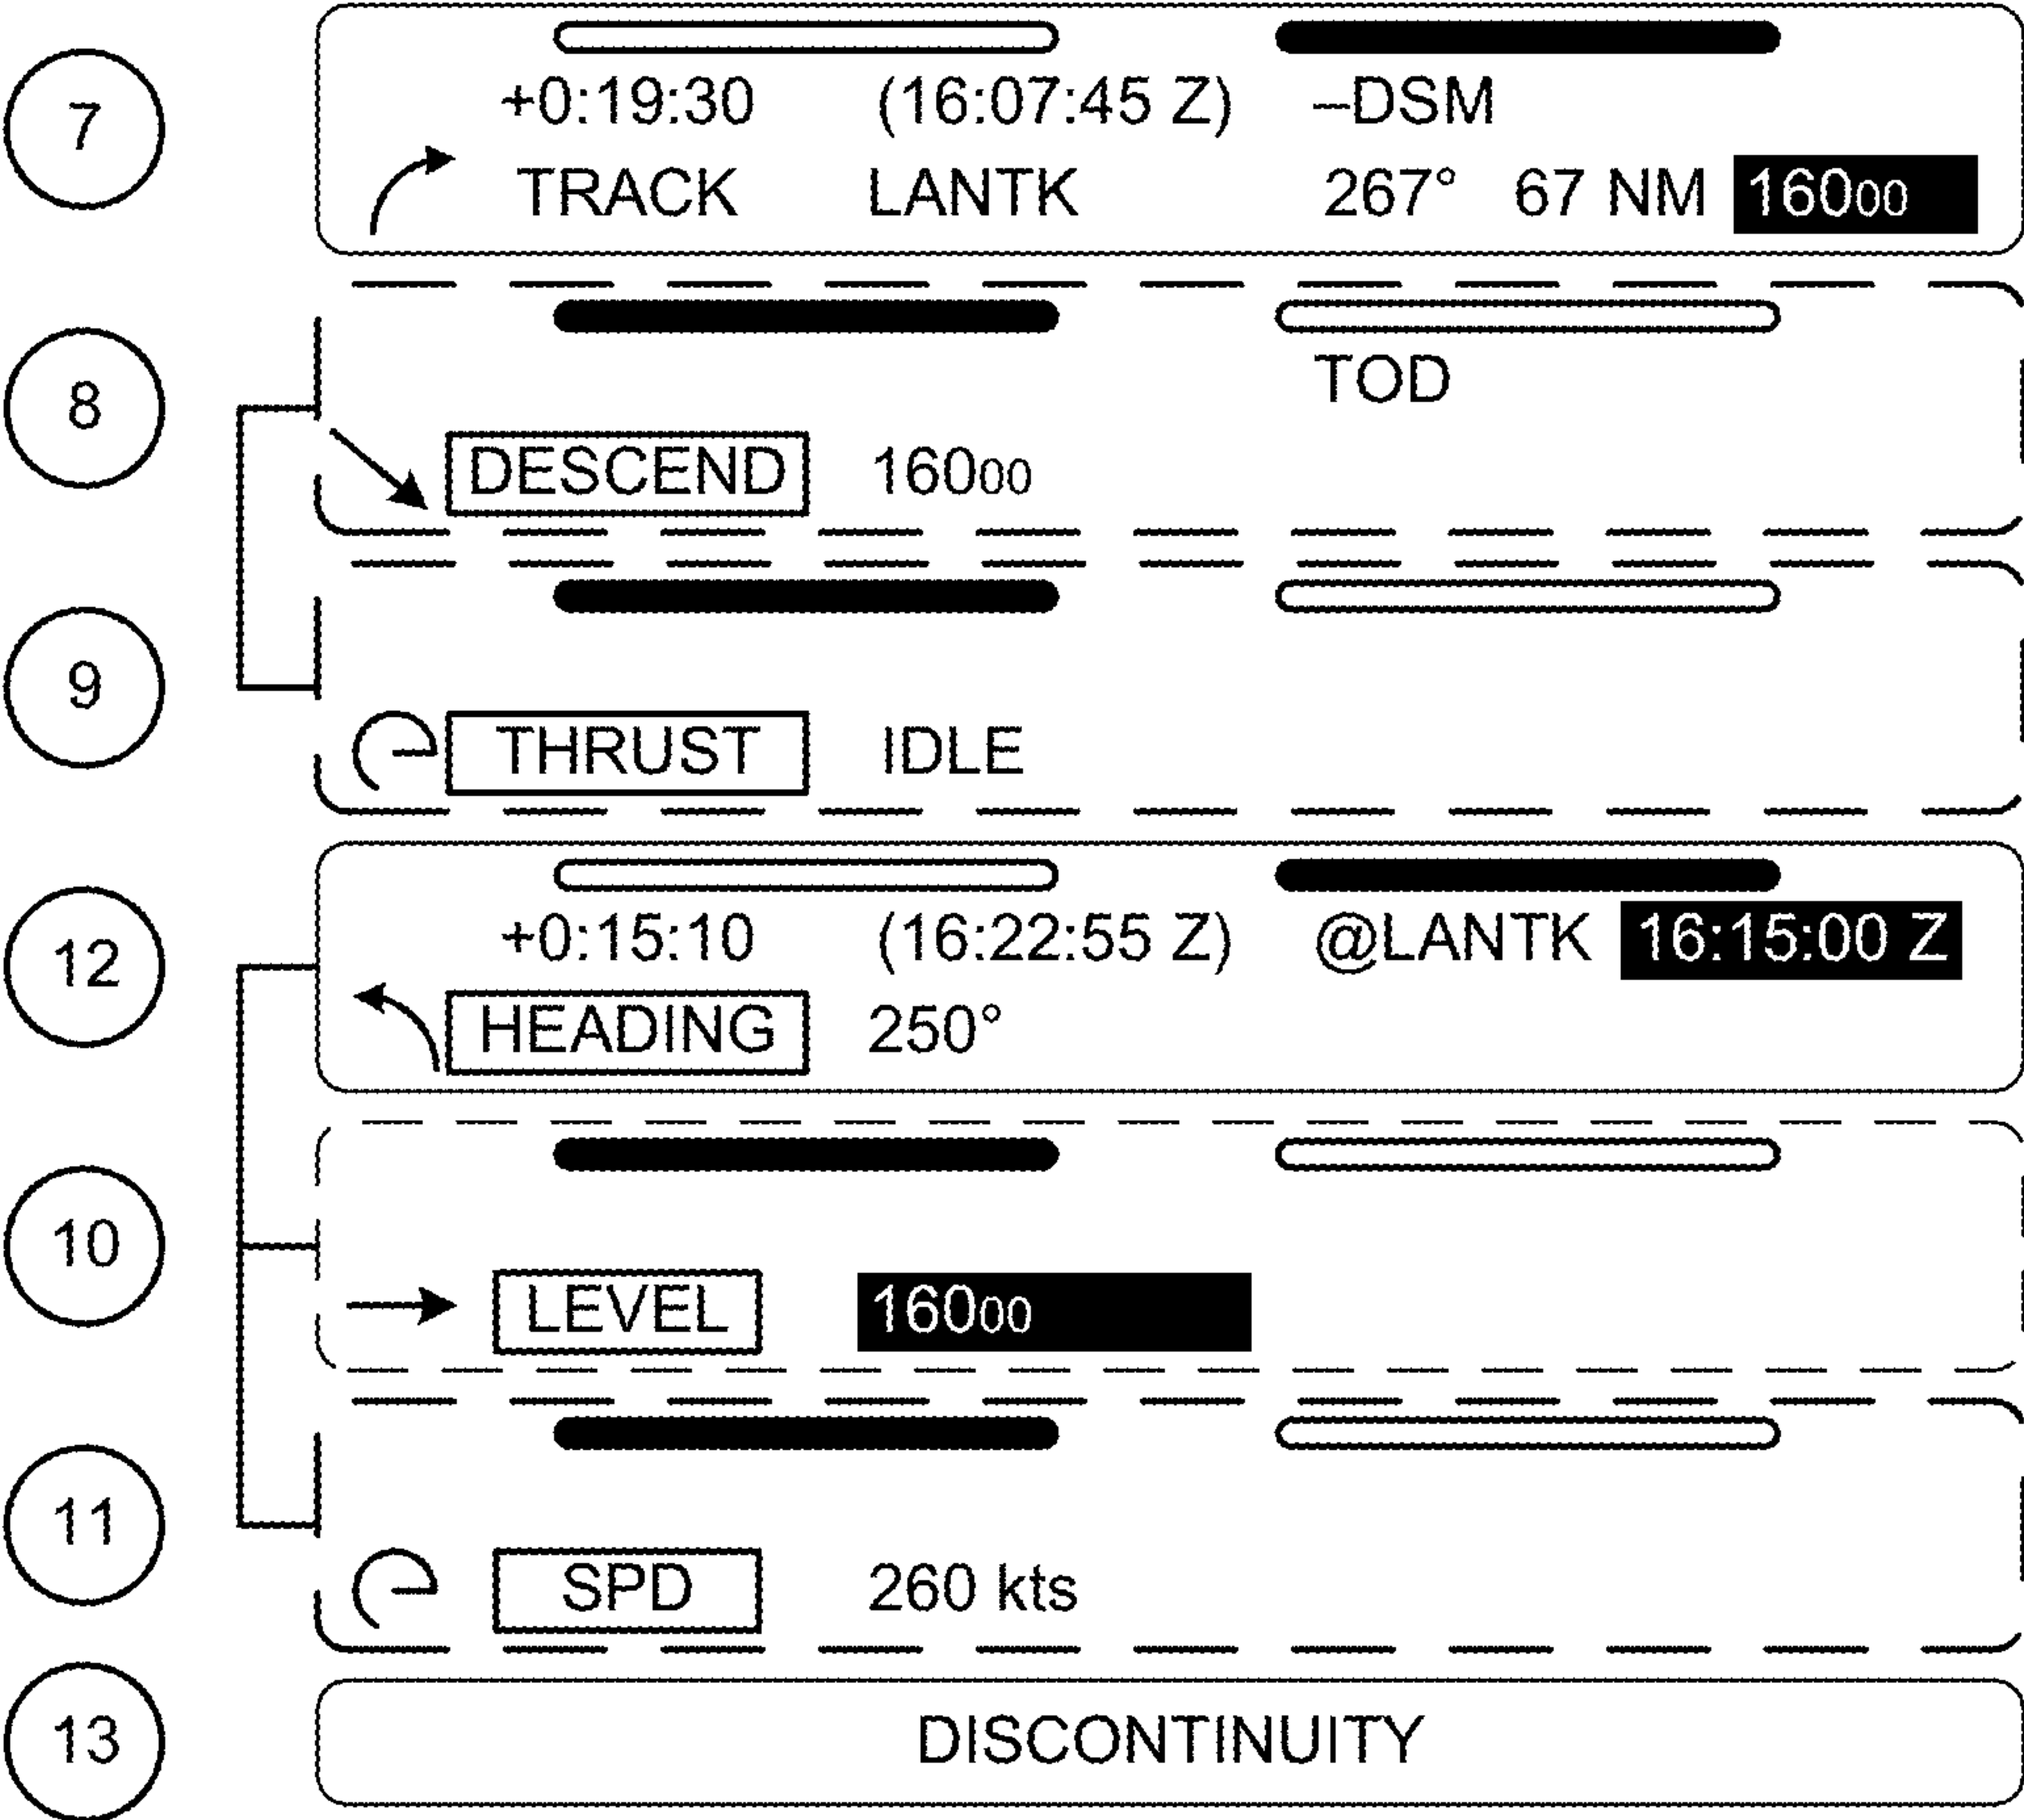 7
+0:19:30 (16:07:45 Z) –DSM
TRACK LANTK 267° 67 NM 16000
8
TOD
DESCEND 16000
9
THRUST IDLE
12
+0:15:10 (16:22:55 Z) @LANTK 16:15:00 Z
HEADING 250°
10
LEVEL 16000
11
SPD 260 kts
13
DISCONTINUITY